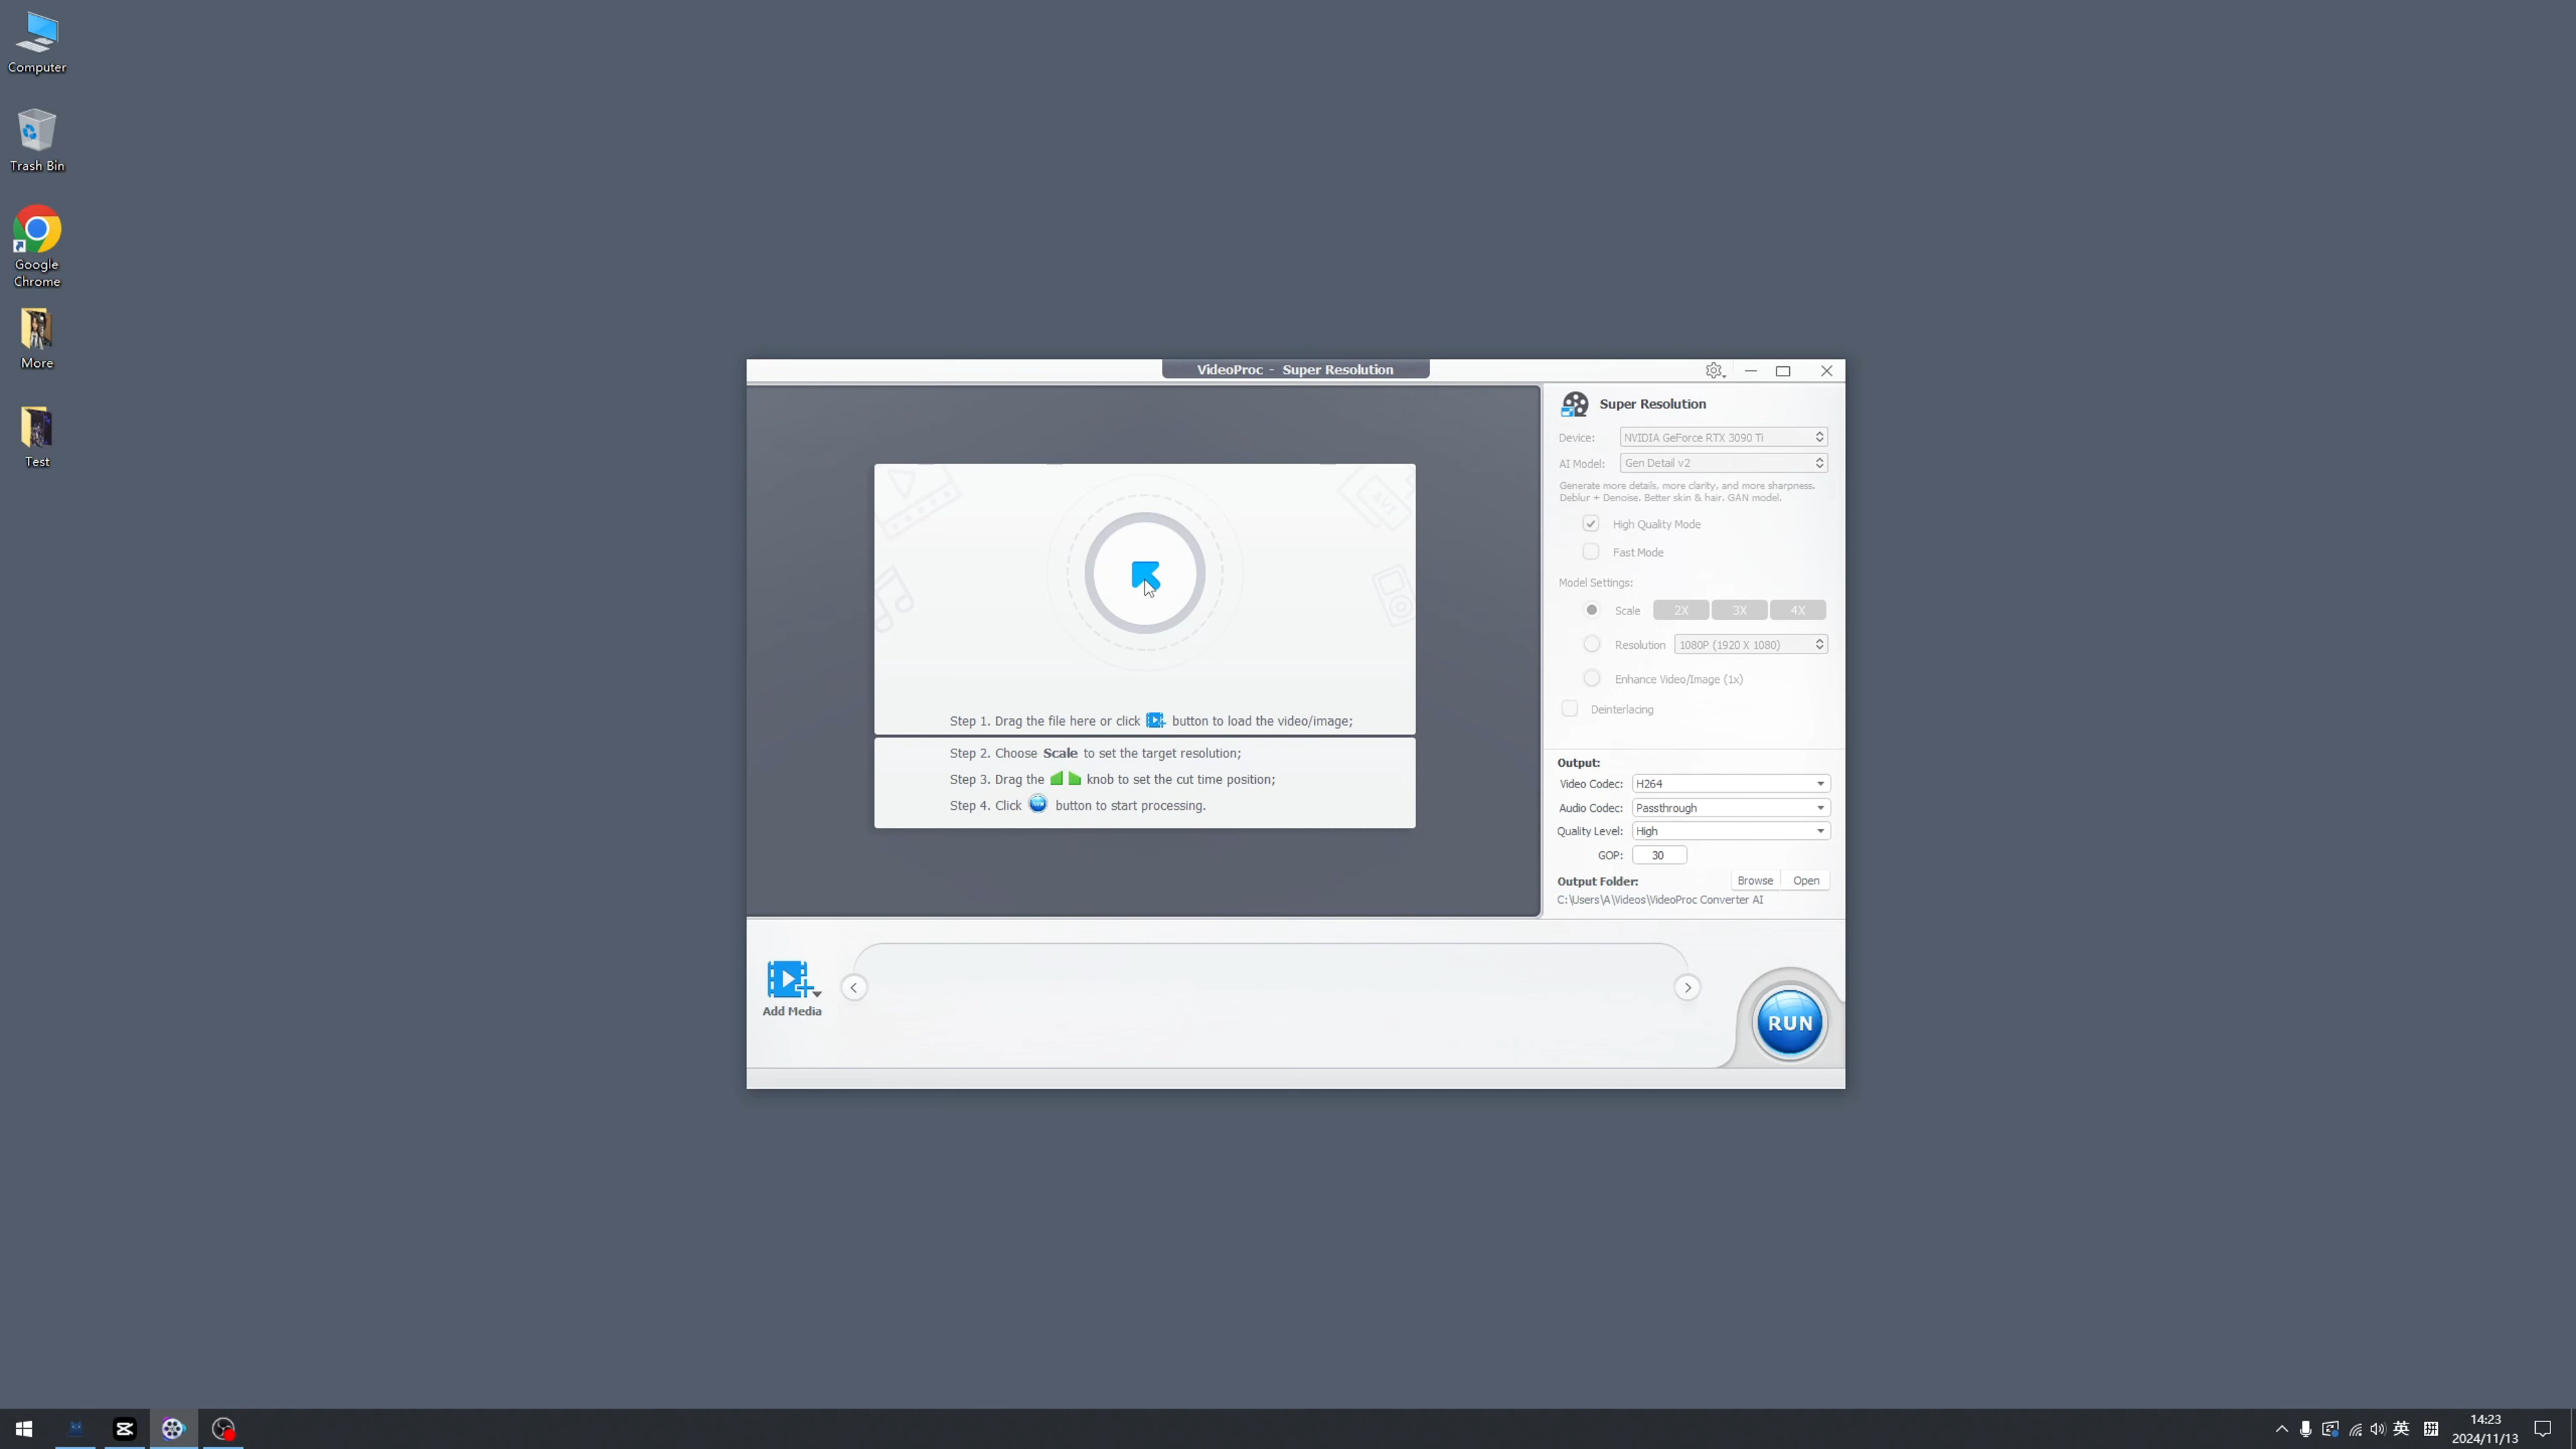 Computer
Trash Bin
Google
Chrome
More
Test
VideoProc - Super Resolution
Super Resolution
Device: NVIDIA GeForce RTX 3090 Ti
AI Model: Gen Detail v2
Generate more details, more clarity, and more sharpness.
Deblur + Denoise. Better skin & hair. GAN model.
High Quality Mode
Fast Mode
Model Settings:
Scale 2X 3X 4X
Resolution 1080P (1920 X 1080)
Enhance Video/Image (1x)
Deinterlacing
AVI
Step 1. Drag the file here or click button to load the video/image;
Step 2. Choose Scale to set the target resolution;
Step 3. Drag the knob to set the cut time position;
Step 4. Click button to start processing.
Output:
Video Codec: H264
Audio Codec: Passthrough
Quality Level: High
GOP: 30
Output Folder: Browse Open
C:\Users\A\Videos\VideoProc Converter AI
Add Media
RUN
英
拼
14:23
2024/11/13